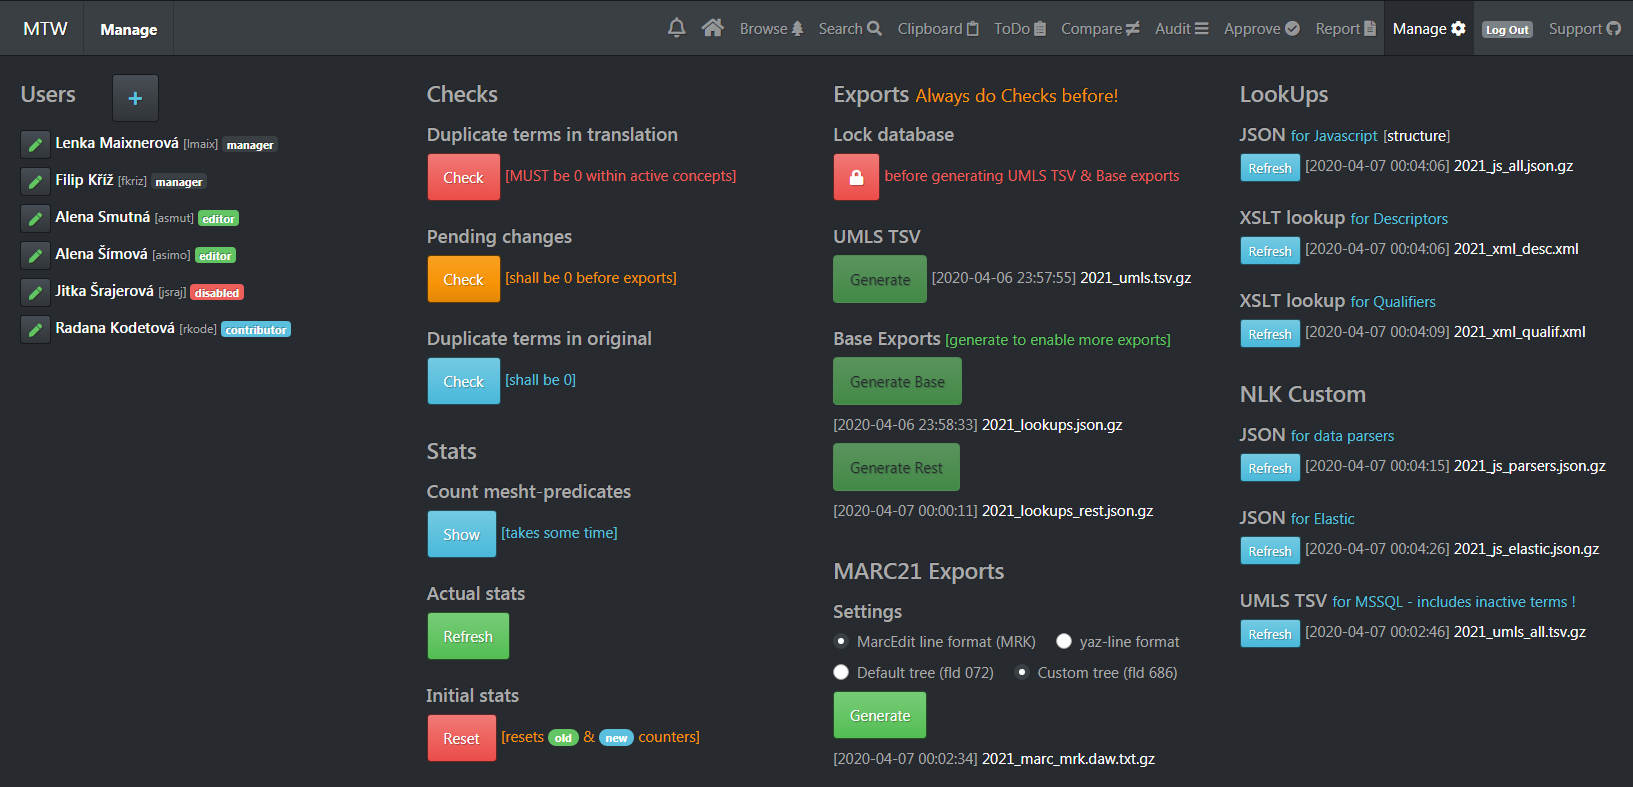 MTW Manage Browse Search Clipboard ToDo Compare Audit Approve Report Manage Log Out Support
Users +
Lenka Maixnerová [lmaix] manager
Filip Kříž [fkriz] manager
Alena Smutná [asmut] editor
Alena Šímová [asimo] editor
Jitka Šrajerová [jsraj] disabled
Radana Kodetová [rkode] contributor
Checks
Duplicate terms in translation
Check [MUST be 0 within active concepts]
Pending changes
Check [shall be 0 before exports]
Duplicate terms in original
Check [shall be 0]
Stats
Count mesht-predicates
Show [takes some time]
Actual stats
Refresh
Initial stats
Reset [resets old & new counters]
Exports Always do Checks before!
Lock database
before generating UMLS TSV & Base exports
UMLS TSV
Generate [2020-04-06 23:57:55] 2021_umls.tsv.gz
Base Exports [generate to enable more exports]
Generate Base
[2020-04-06 23:58:33] 2021_lookups.json.gz
Generate Rest
[2020-04-07 00:00:11] 2021_lookups_rest.json.gz
MARC21 Exports
Settings
MarcEdit line format (MRK) yaz-line format
Default tree (fld 072) Custom tree (fld 686)
Generate
[2020-04-07 00:02:34] 2021_marc_mrk.daw.txt.gz
LookUps
JSON for Javascript [structure]
Refresh [2020-04-07 00:04:06] 2021_js_all.json.gz
XSLT lookup for Descriptors
Refresh [2020-04-07 00:04:06] 2021_xml_desc.xml
XSLT lookup for Qualifiers
Refresh [2020-04-07 00:04:09] 2021_xml_qualif.xml
NLK Custom
JSON for data parsers
Refresh [2020-04-07 00:04:15] 2021_js_parsers.json.gz
JSON for Elastic
Refresh [2020-04-07 00:04:26] 2021_js_elastic.json.gz
UMLS TSV for MSSQL - includes inactive terms !
Refresh [2020-04-07 00:02:46] 2021_umls_all.tsv.gz